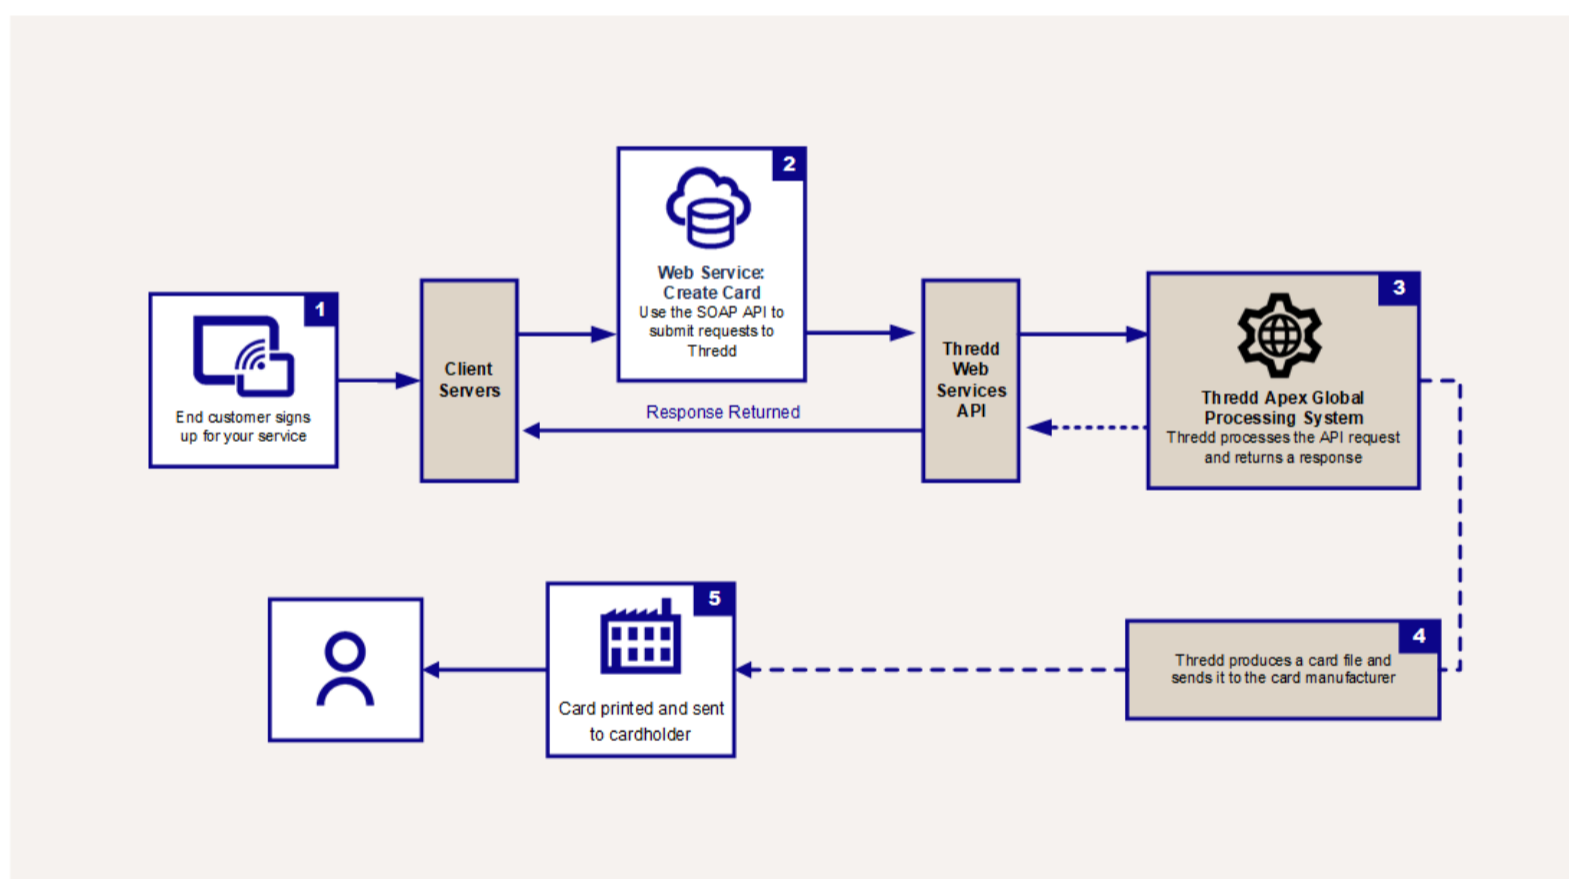 1
End customer signs
up for your service
Client
Servers
2
Web Service:
Create Card
Use the SOAP API to
submit requests to
Thredd
Response Returned
Thredd
Web
Services
API
3
Thredd Apex Global
Processing System
Thredd processes the API request
and returns a response
4
Thredd produces a card file and
sends it to the card manufacturer
5
Card printed and sent
to cardholder